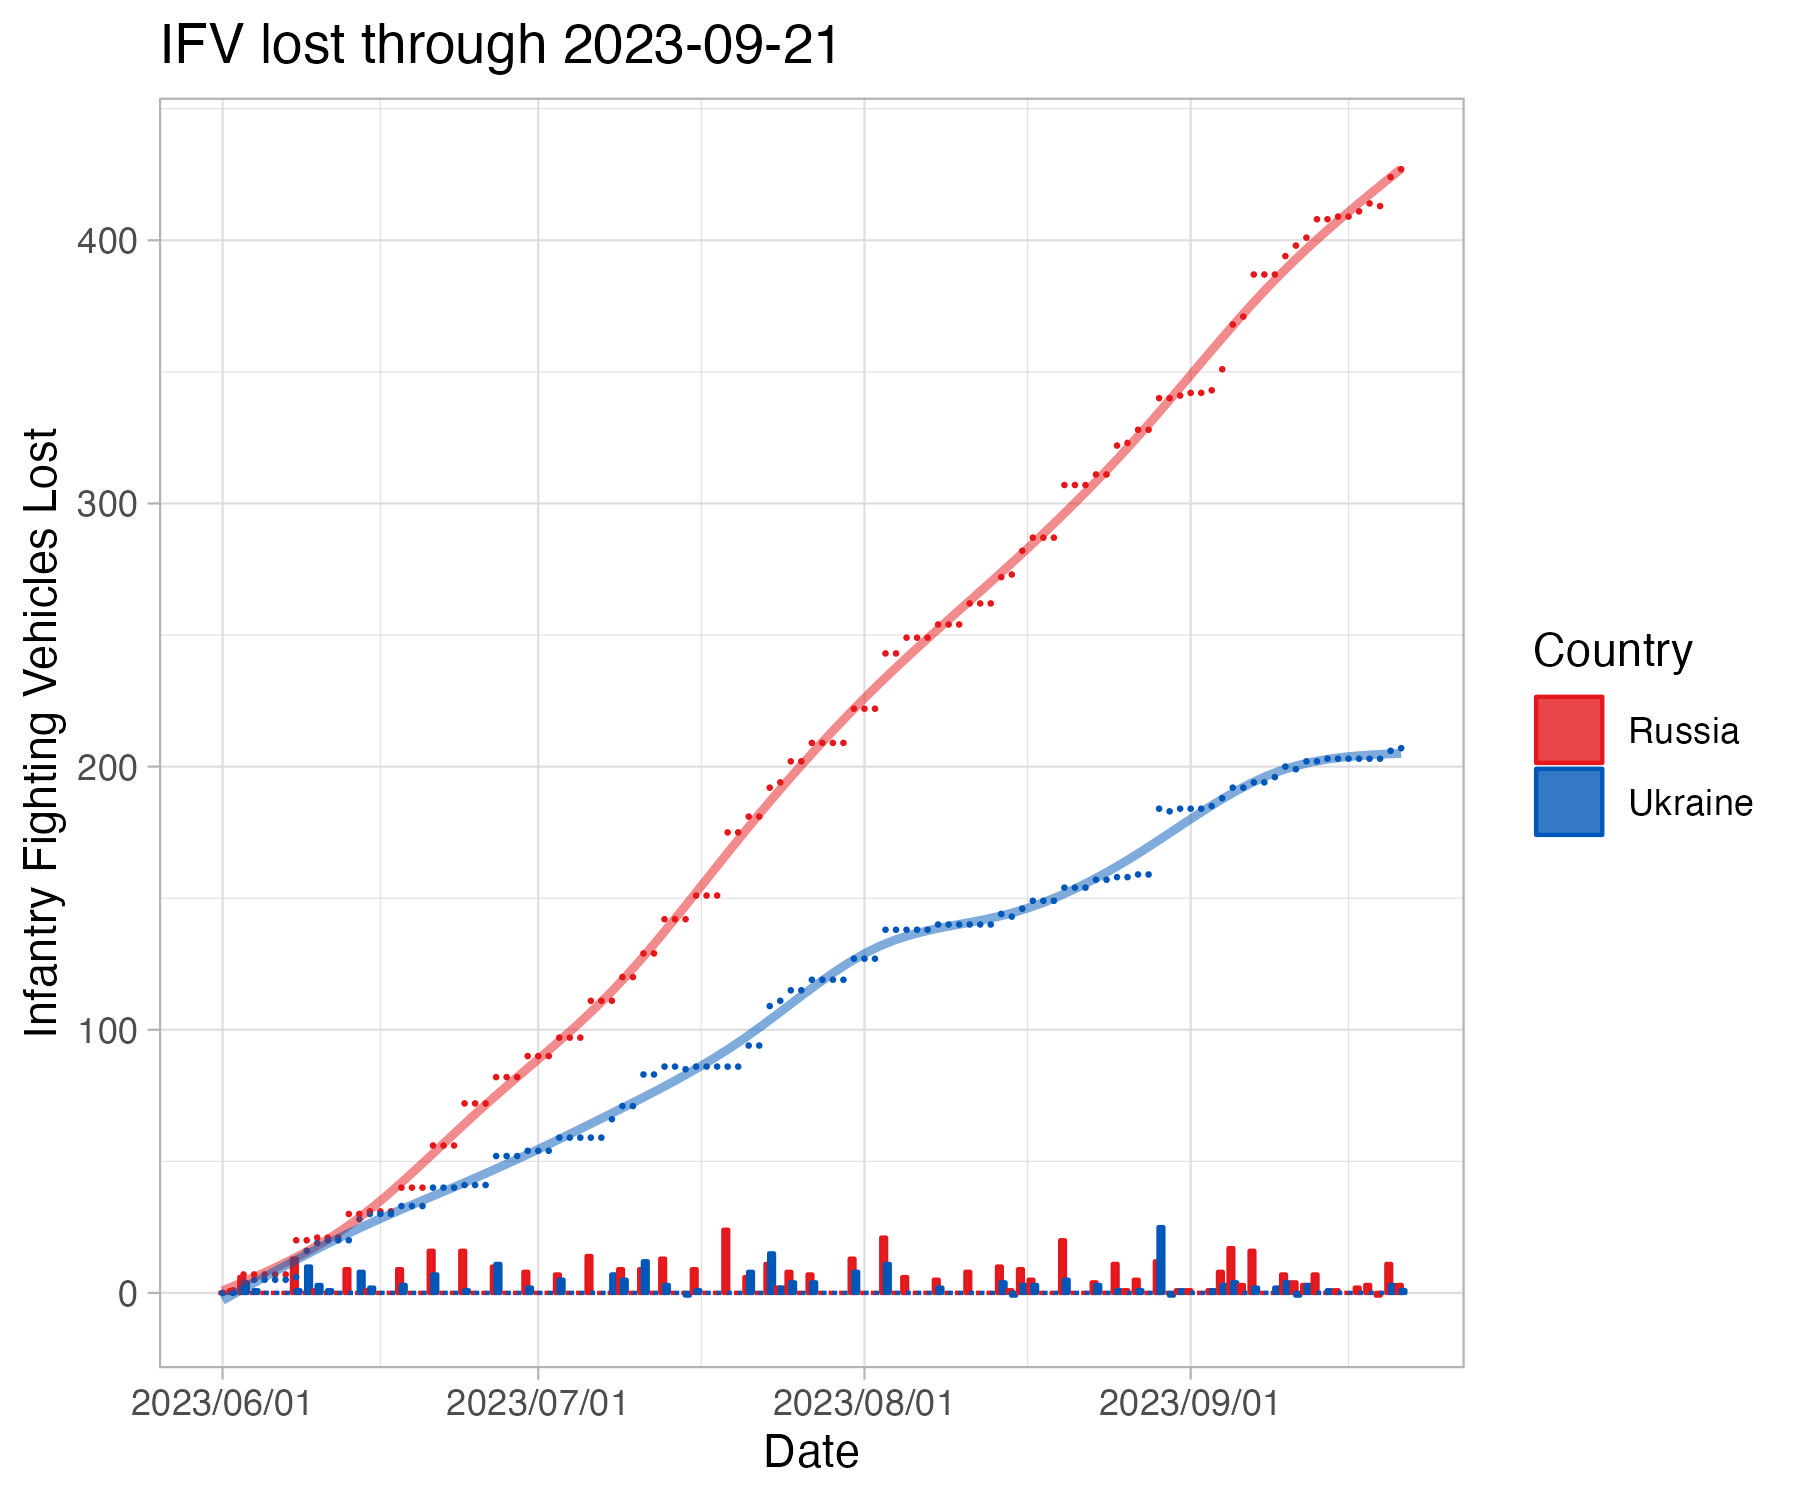 IFV lost through 2023-09-21
Infantry Fighting Vehicles Lost
400
300
200
100
0
2023/06/01
2023/07/01
2023/08/01
2023/09/01
Date
Country
Russia
Ukraine